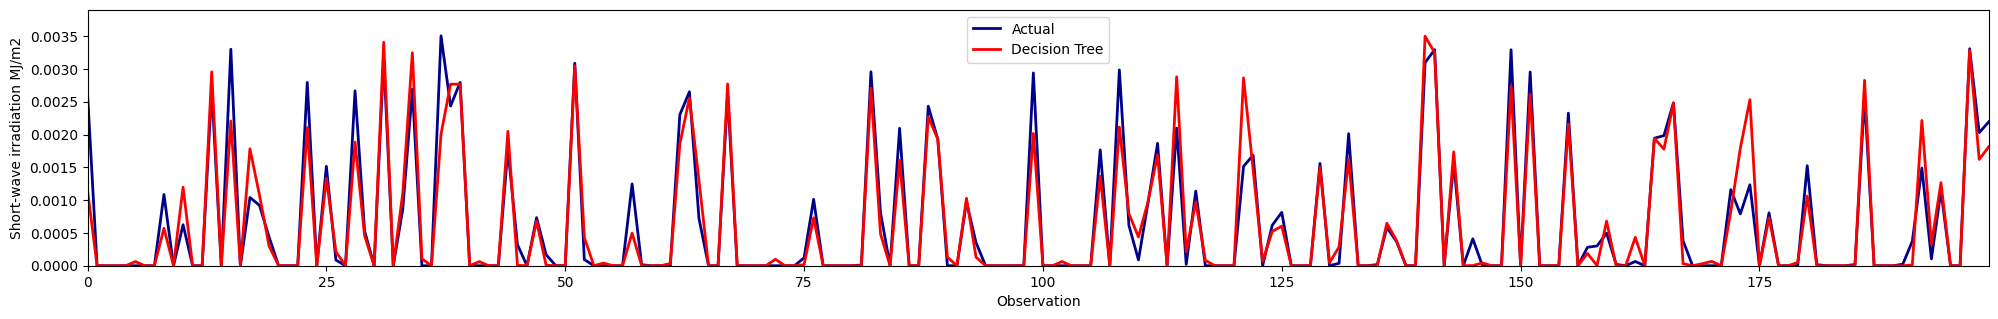 Short-wave irradiation MJ/m2
0.0035
0.0030
0.0025
0.0020
0.0015
0.0010
0.0005
0.0000
Actual
Decision Tree
0 25 50 75 100 125 150 175
Observation